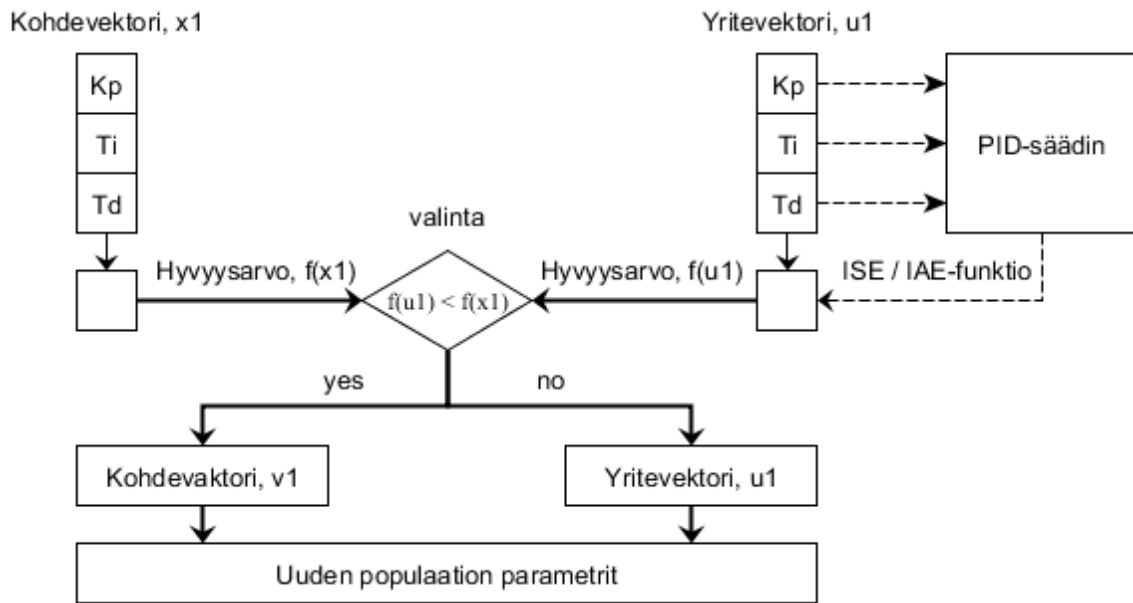 Kohdevektori, x1
Yritevektori, u1
Kp
Ti
Td
Kp
Ti
Td
PID-säädin
valinta
Hyvyysarvo, f(x1)
f(u1) < f(x1)
Hyvyysarvo, f(u1)
ISE / IAE-funktio
yes
no
Kohdevaktori, v1
Yritevektori, u1
Uuden populaation parametrit